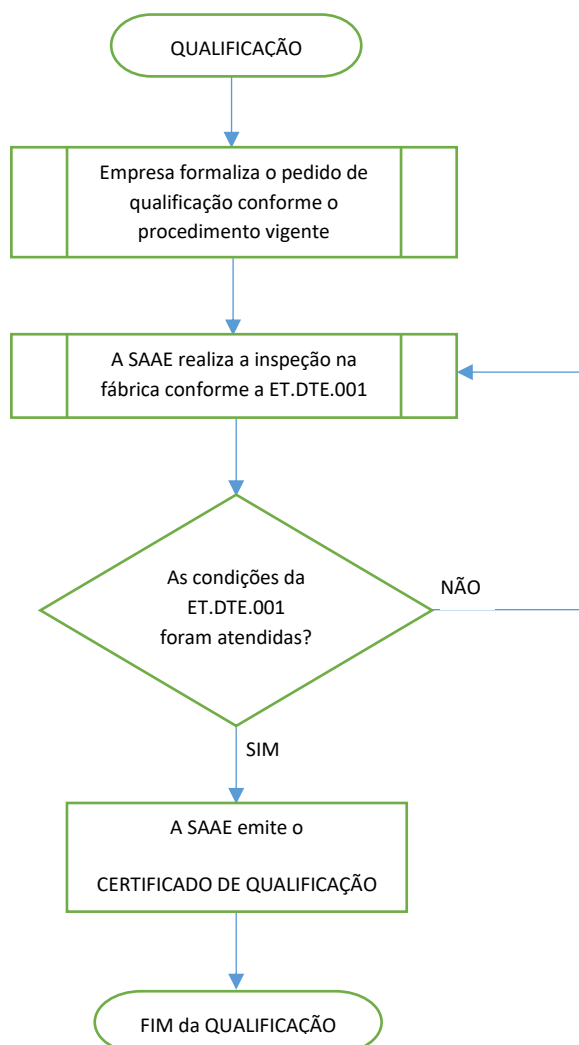 QUALIFICAÇÃO
Empresa formaliza o pedido de
qualificação conforme o
procedimento vigente
A SAAE realiza a inspeção na
fábrica conforme a ET.DTE.001
As condições da
ET.DTE.001
foram atendidas?
NÃO
SIM
A SAAE emite o
CERTIFICADO DE QUALIFICAÇÃO
FIM da QUALIFICAÇÃO